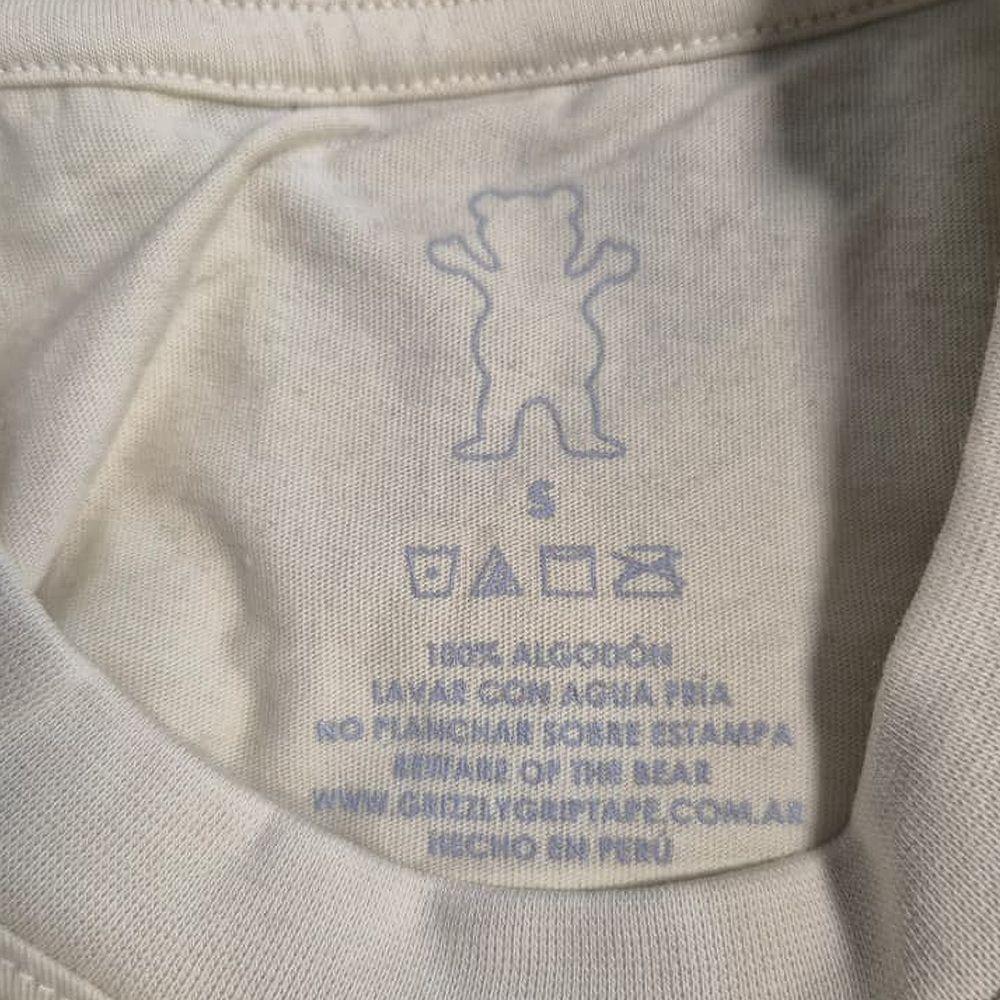 S
100% ALGODÓN
LAVAR CON AGUA FRÍA
NO PLANCHAR SOBRE ESTAMPA
BEWARE OF THE BEAR
WWW.GRIZZLYGRIPTAPE.COM.AR
HECHO EN PERÚ